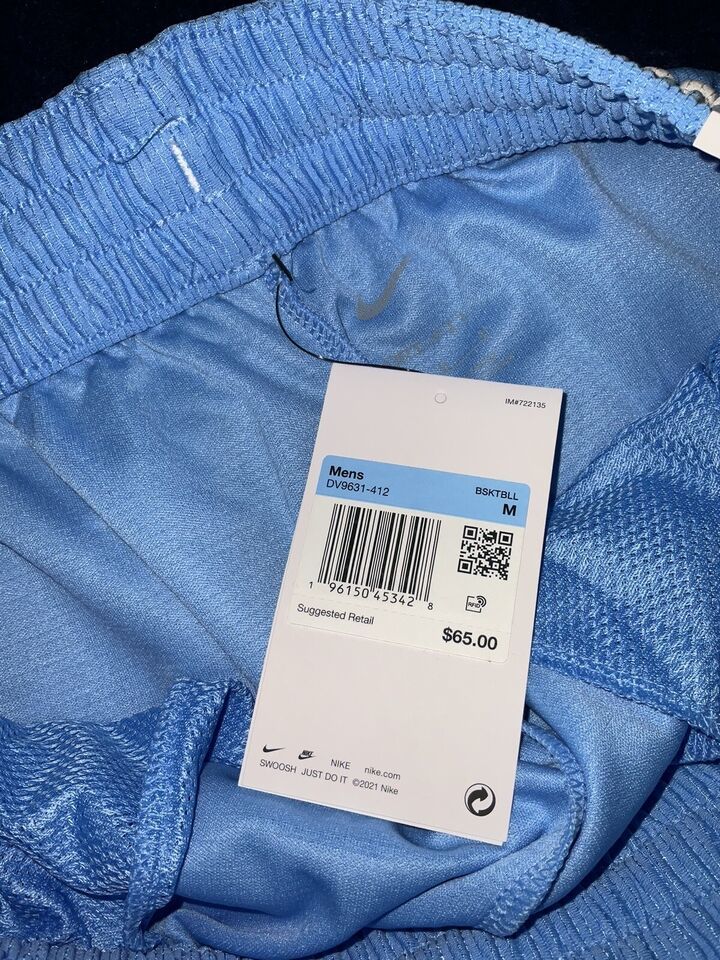 IM#722135
Mens
DV9631-412
BSKTBLL
M
1 96150 45342 8
RFID
Suggested Retail
$65.00
NIKE
NIKE nike.com
SWOOSH JUST DO IT ©2021 Nike